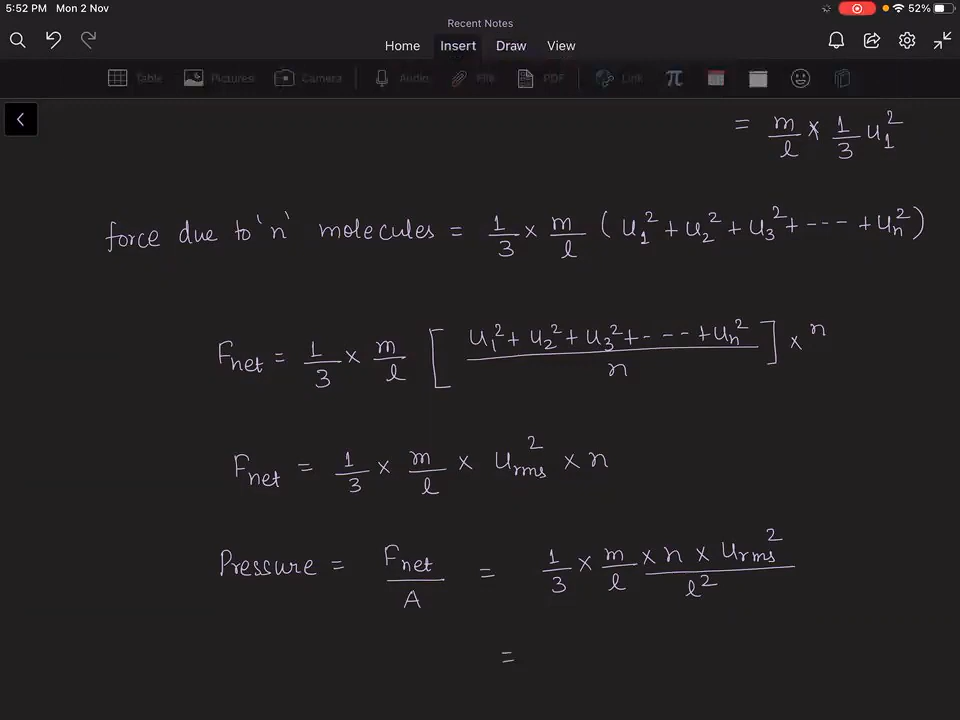 5:52 PM Mon 2 Nov
52%
Recent Notes
Home Insert Draw View
Table Pictures Camera Audio File PDF Link
= m/l × 1/3 u₁²
force due to 'n' molecules = 1/3 × m/l (u₁² + u₂² + u₃² + ---- + uₙ²)
Fnet = 1/3 × m/l [ (u₁² + u₂² + u₃² + ---- + uₙ²)/n ] × n
Fnet = 1/3 × m/l × urms² × n
Pressure = Fnet/A = 1/3 × m/l × n × urms²/l²
=